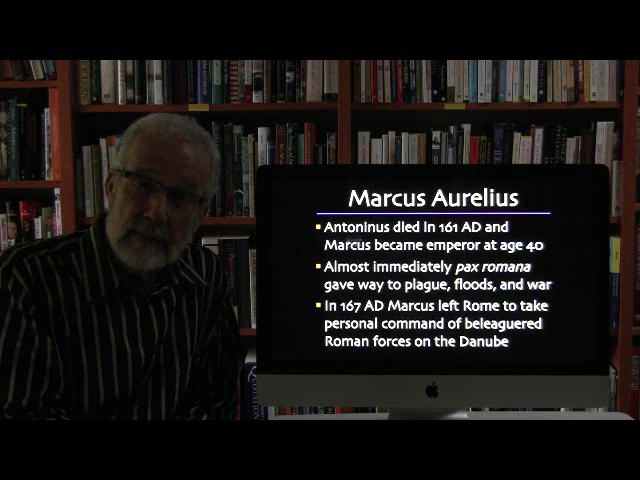 Marcus Aurelius
Antoninus died in 161 AD and
Marcus became emperor at age 40
Almost immediately pax romana
gave way to plague, floods, and war
In 167 AD Marcus left Rome to take
personal command of beleaguered
Roman forces on the Danube